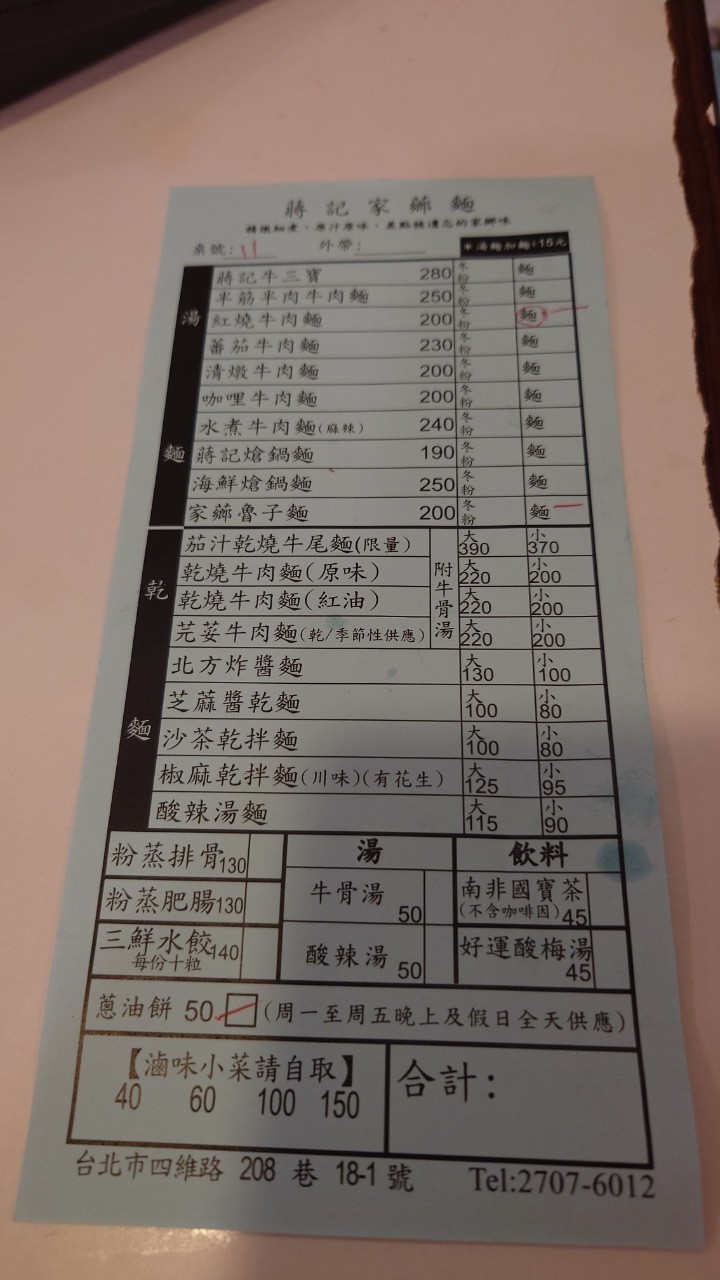 蔣記家薌麵
精燉細煮,原汁原味,差點錯遺忘的家鄉味
桌號: 11 外帶: *湯麵加麵+15元
湯麵
蔣記牛三寶 280 冬粉 麵
半筋半肉牛肉麵 250 冬粉 麵
紅燒牛肉麵 200 冬粉 麵
蕃茄牛肉麵 230 冬粉 麵
清燉牛肉麵 200 冬粉 麵
咖哩牛肉麵 200 冬粉 麵
水煮牛肉麵(麻辣) 240 冬粉 麵
蔣記熗鍋麵 190 冬粉 麵
海鮮熗鍋麵 250 冬粉 麵
家薌魯子麵 200 冬粉 麵
乾麵
茄汁乾燒牛尾麵(限量) 附牛骨湯 大390 小370
乾燒牛肉麵(原味) 大220 小200
乾燒牛肉麵(紅油) 大220 小200
芫荽牛肉麵(乾/季節性供應) 大220 小200
北方炸醬麵 大130 小100
芝蔴醬乾麵 大100 小80
沙茶乾拌麵 大100 小80
椒麻乾拌麵(川味)(有花生) 大125 小95
酸辣湯麵 大115 小90
粉蒸排骨130
粉蒸肥腸130
三鮮水餃140
每份十粒
湯
牛骨湯 50
酸辣湯 50
飲料
南非國寶茶
(不含咖啡因)45
好運酸梅湯
45
蔥油餅 50 (周一至周五晚上及假日全天供應)
【滷味小菜請自取】
40 60 100 150
合計:
台北市四維路 208 巷 18-1 號 Tel:2707-6012